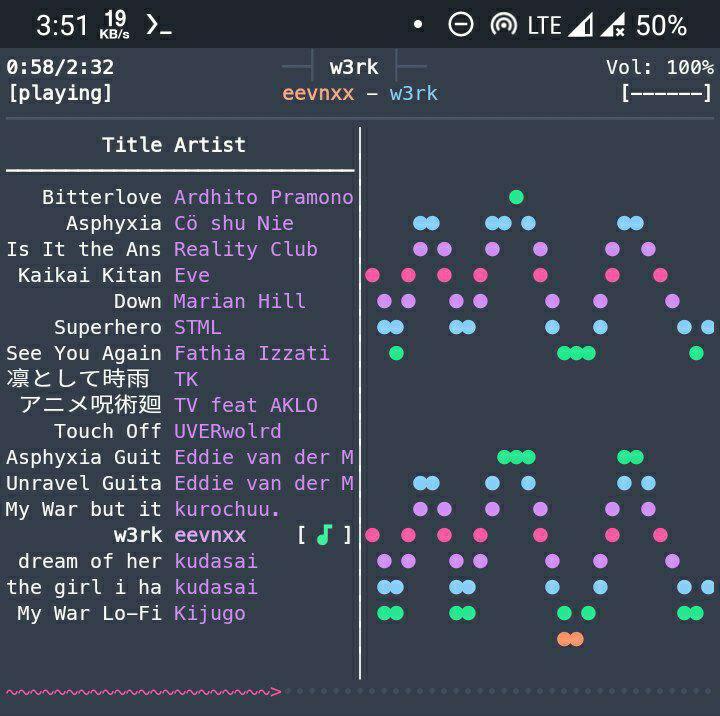 3:51 19 KB/s LTE 50%
0:58/2:32 w3rk Vol: 100%
[playing] eevnxx – w3rk [------]
Title Artist
Bitterlove Ardhito Pramono
Asphyxia Cö shu Nie
Is It the Ans Reality Club
Kaikai Kitan Eve
Down Marian Hill
Superhero STML
See You Again Fathia Izzati
凛として時雨 TK
アニメ呪術廻 TV feat AKLO
Touch Off UVERwolrd
Asphyxia Guit Eddie van der M
Unravel Guita Eddie van der M
My War but it kurochuu.
w3rk eevnxx [♪]
dream of her kudasai
the girl i ha kudasai
My War Lo–Fi Kijugo